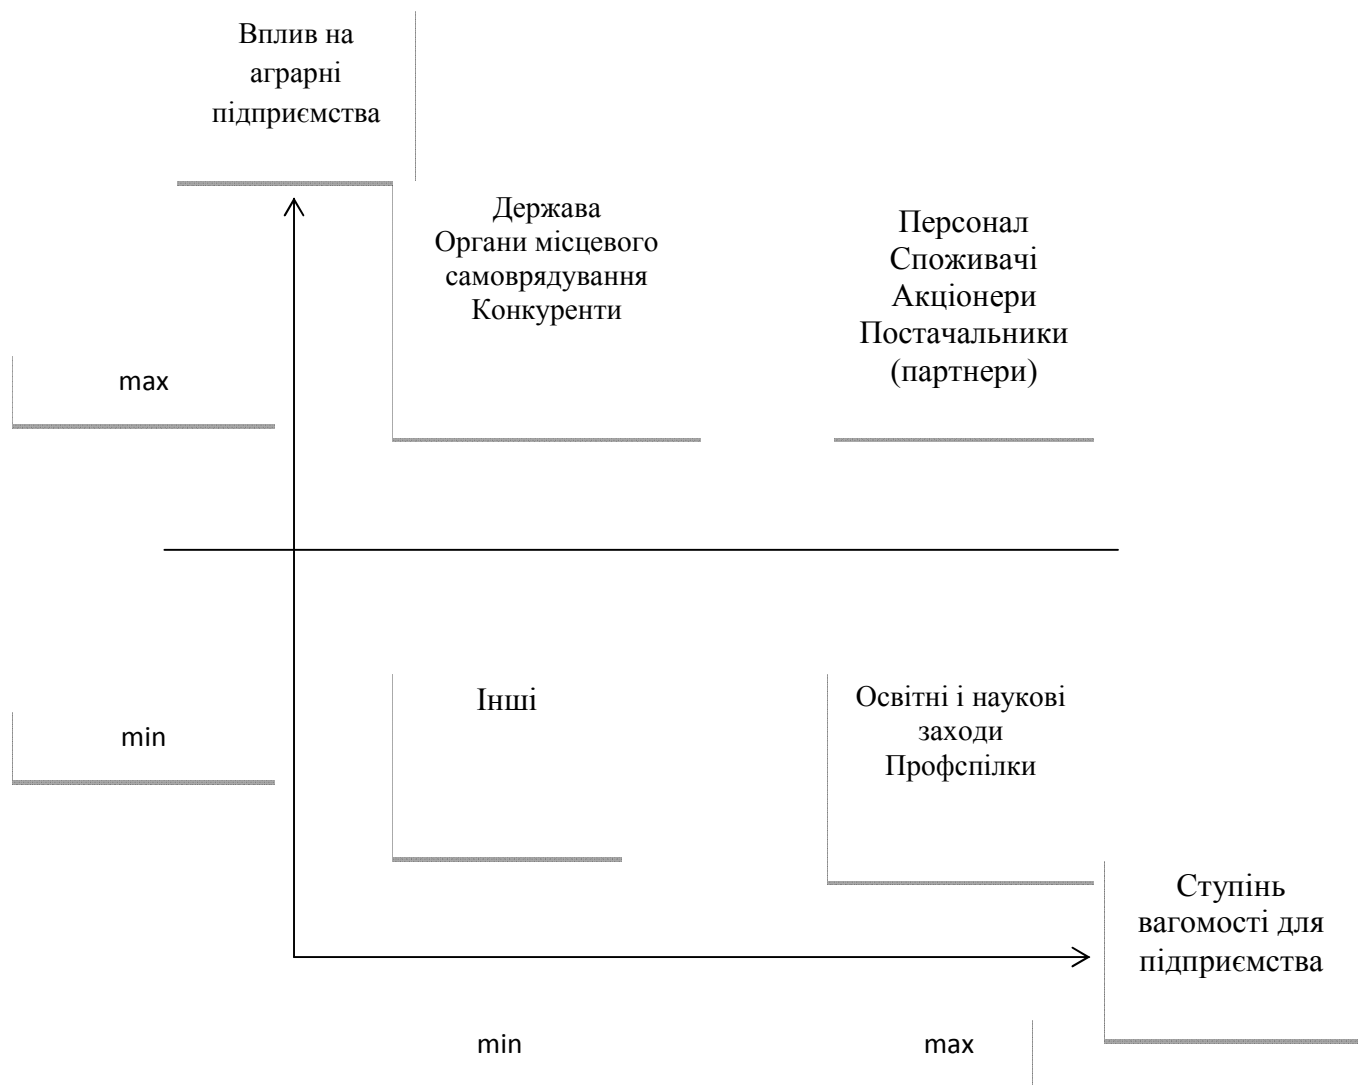 Вплив на
аграрні
підприємства
Держава
Органи місцевого
самоврядування
Конкуренти
Персонал
Споживачі
Акціонери
Постачальники
(партнери)
max
Інші
Освітні і наукові
заходи
Профспілки
min
Ступінь
вагомості для
підприємства
min
max